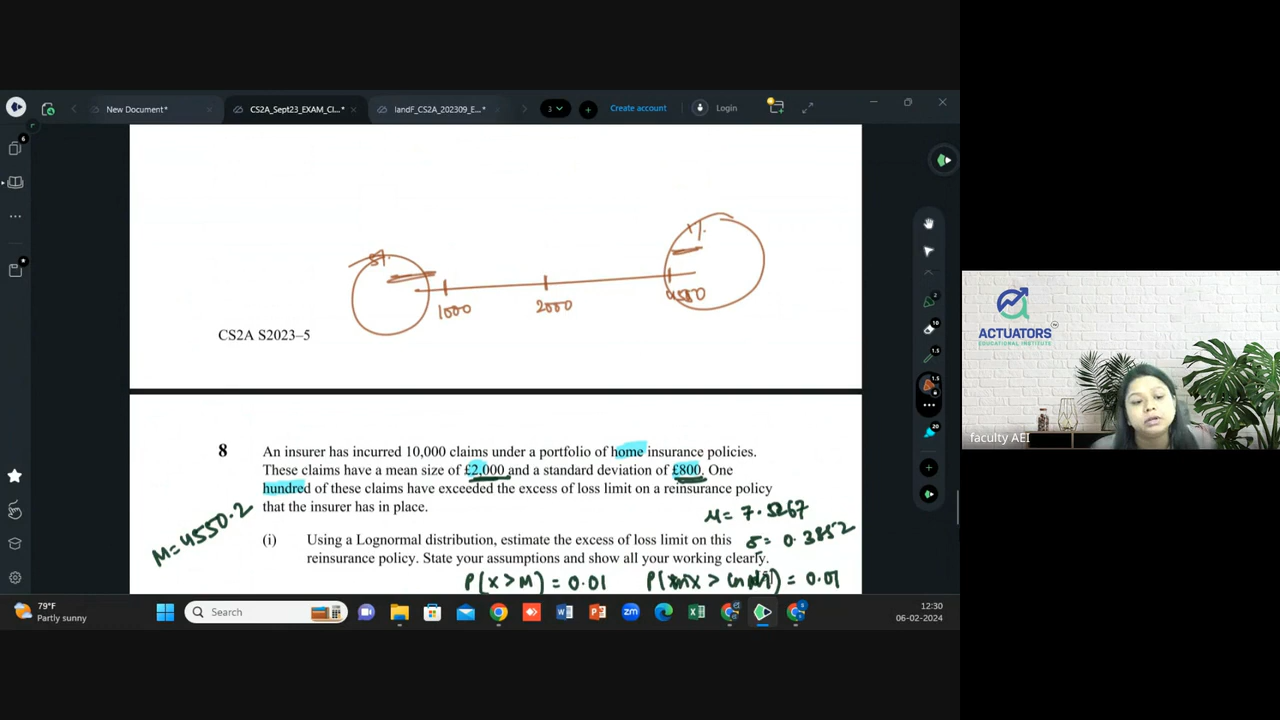 New Document*
CS2A_Sept23_EXAM_Cl...*
IandF_CS2A_202309_E...*
3
Create account
Login
5%.
1%.
1000
2000
4550
CS2A S2023–5
8 An insurer has incurred 10,000 claims under a portfolio of home insurance policies.
These claims have a mean size of £2,000 and a standard deviation of £800. One
hundred of these claims have exceeded the excess of loss limit on a reinsurance policy
that the insurer has in place.
M=4550.2
μ= 7.5267
(i) Using a Lognormal distribution, estimate the excess of loss limit on this
σ= 0.3852
reinsurance policy. State your assumptions and show all your working clearly.
P(X>M) = 0.01
= 0.01
ACTUATORS
EDUCATIONAL INSTITUTE
faculty AEI
79°F
Partly sunny
Search
12:30
06-02-2024